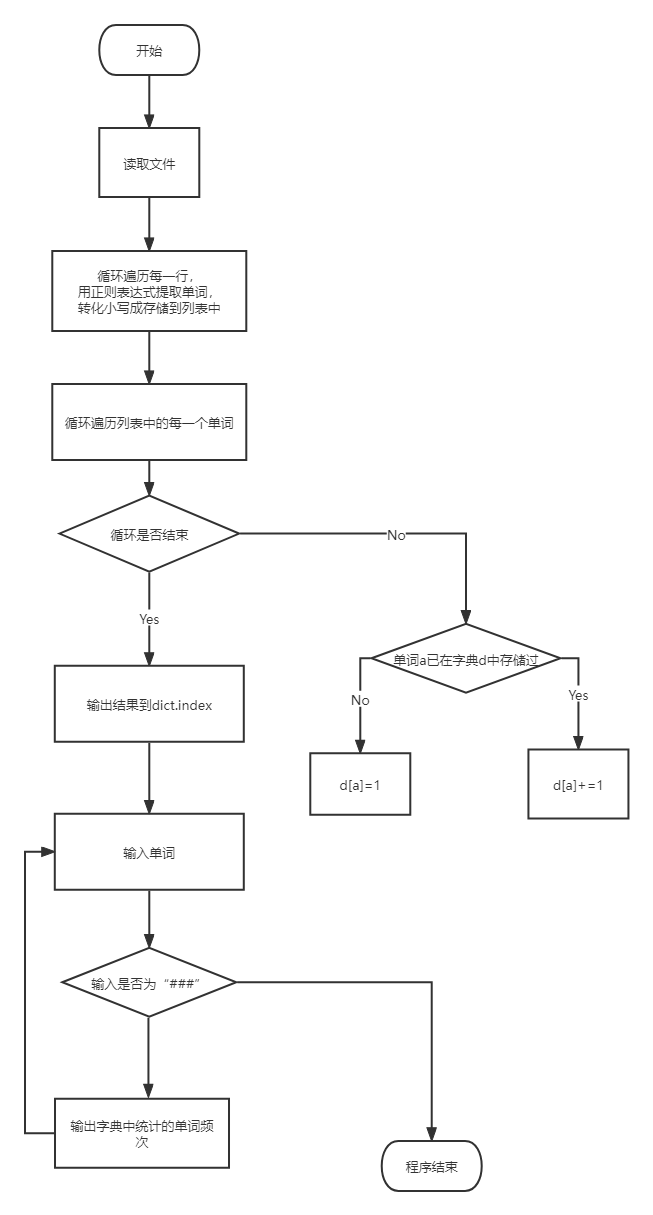 开始
读取文件
循环遍历每一行，
用正则表达式提取单词，
转化小写成存储到列表中
循环遍历列表中的每一个单词
循环是否结束
No
Yes
单词a已在字典d中存储过
No
Yes
输出结果到dict.index
d[a]=1
d[a]+=1
输入单词
输入是否为“###”
输出字典中统计的单词频
次
程序结束